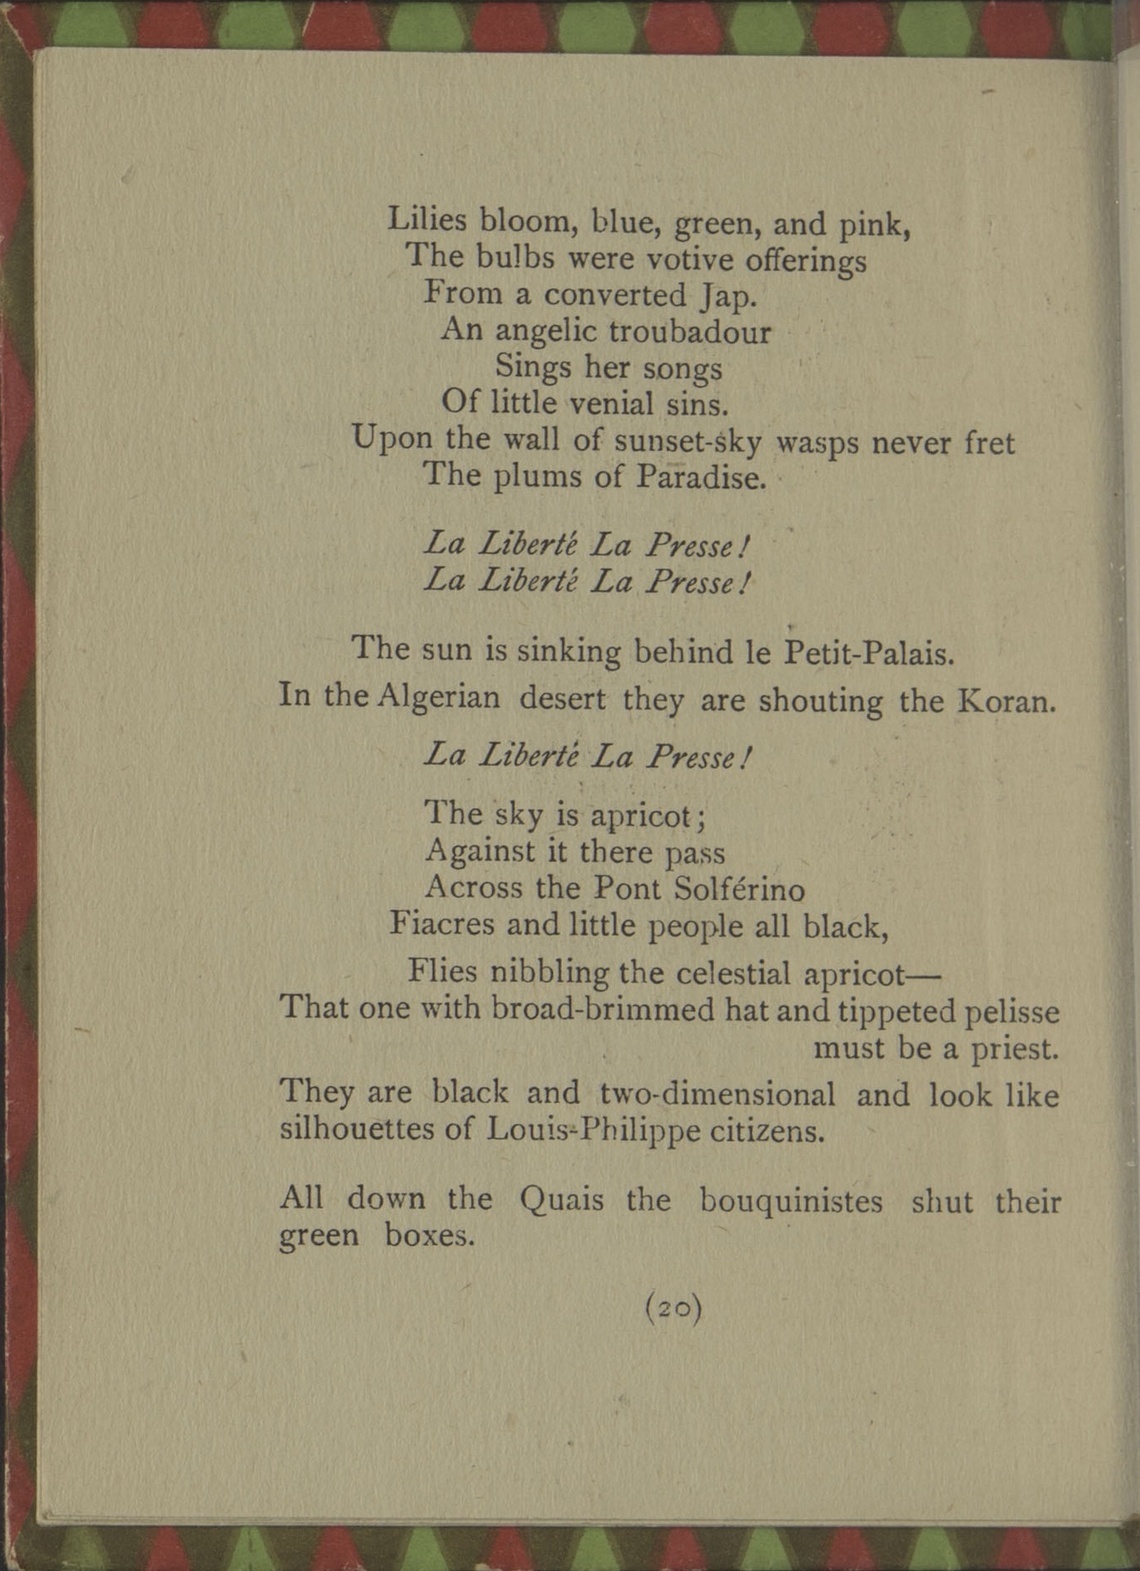 Lilies bloom, blue, green, and pink,
The bulbs were votive offerings
From a converted Jap.
An angelic troubadour
Sings her songs
Of little venial sins.
Upon the wall of sunset-sky wasps never fret
The plums of Paradise.
La Liberté La Presse!
La Liberté La Presse!
The sun is sinking behind le Petit-Palais.
In the Algerian desert they are shouting the Koran.
La Liberté La Presse!
The sky is apricot;
Against it there pass
Across the Pont Solférino
Fiacres and little people all black,
Flies nibbling the celestial apricot—
That one with broad-brimmed hat and tippeted pelisse
must be a priest.
They are black and two-dimensional and look like
silhouettes of Louis-Philippe citizens.
All down the Quais the bouquinistes shut their
green boxes.
(20)